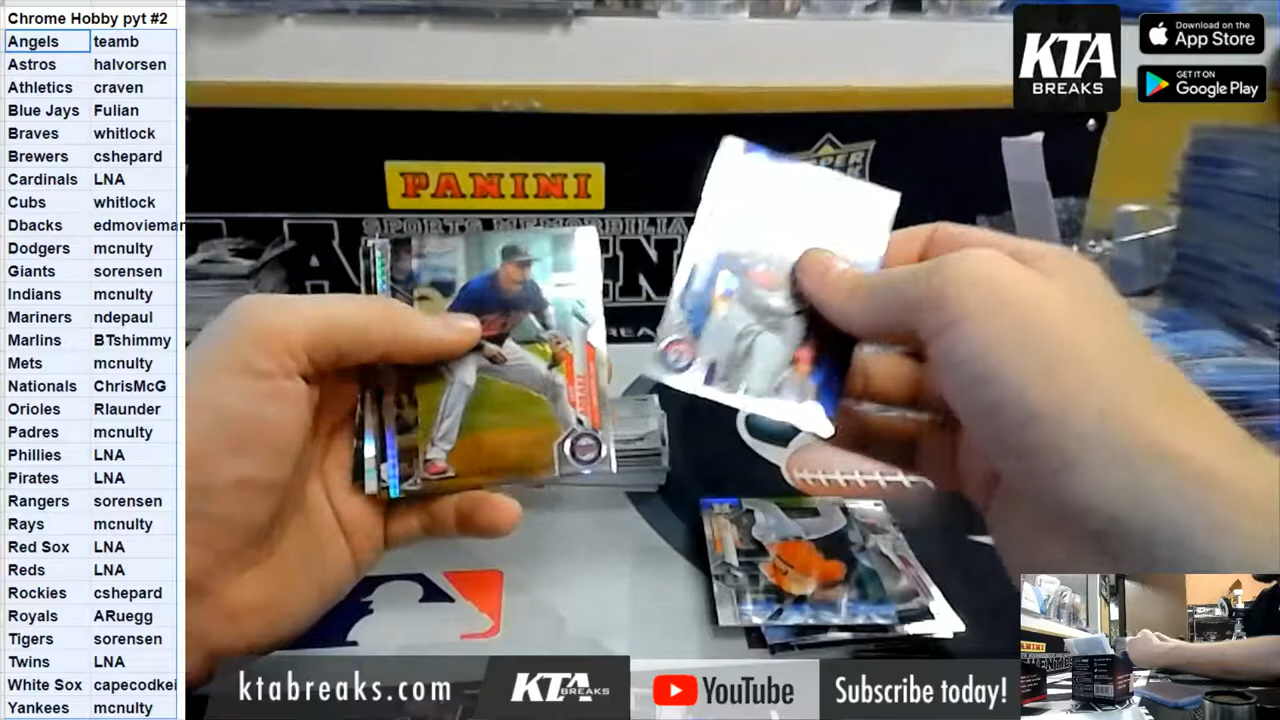 Chrome Hobby pyt #2
Angels teamb
Astros halvorsen
Athletics craven
Blue Jays Fulian
Braves whitlock
Brewers cshepard
Cardinals LNA
Cubs whitlock
Dbacks edmoviemar
Dodgers mcnulty
Giants sorensen
Indians mcnulty
Mariners ndepaul
Marlins BTshimmy
Mets mcnulty
Nationals ChrisMcG
Orioles Rlaunder
Padres mcnulty
Phillies LNA
Pirates LNA
Rangers sorensen
Rays mcnulty
Red Sox LNA
Reds LNA
Rockies cshepard
Royals ARuegg
Tigers sorensen
Twins LNA
White Sox capecodkei
Yankees mcnulty
KTA
BREAKS
Download on the
App Store
GET IT ON
Google Play
PANINI
SPORTS MEMORABILIA
UPPER
ktabreaks.com
KTA
BREAKS
YouTube
Subscribe today!
PANINI